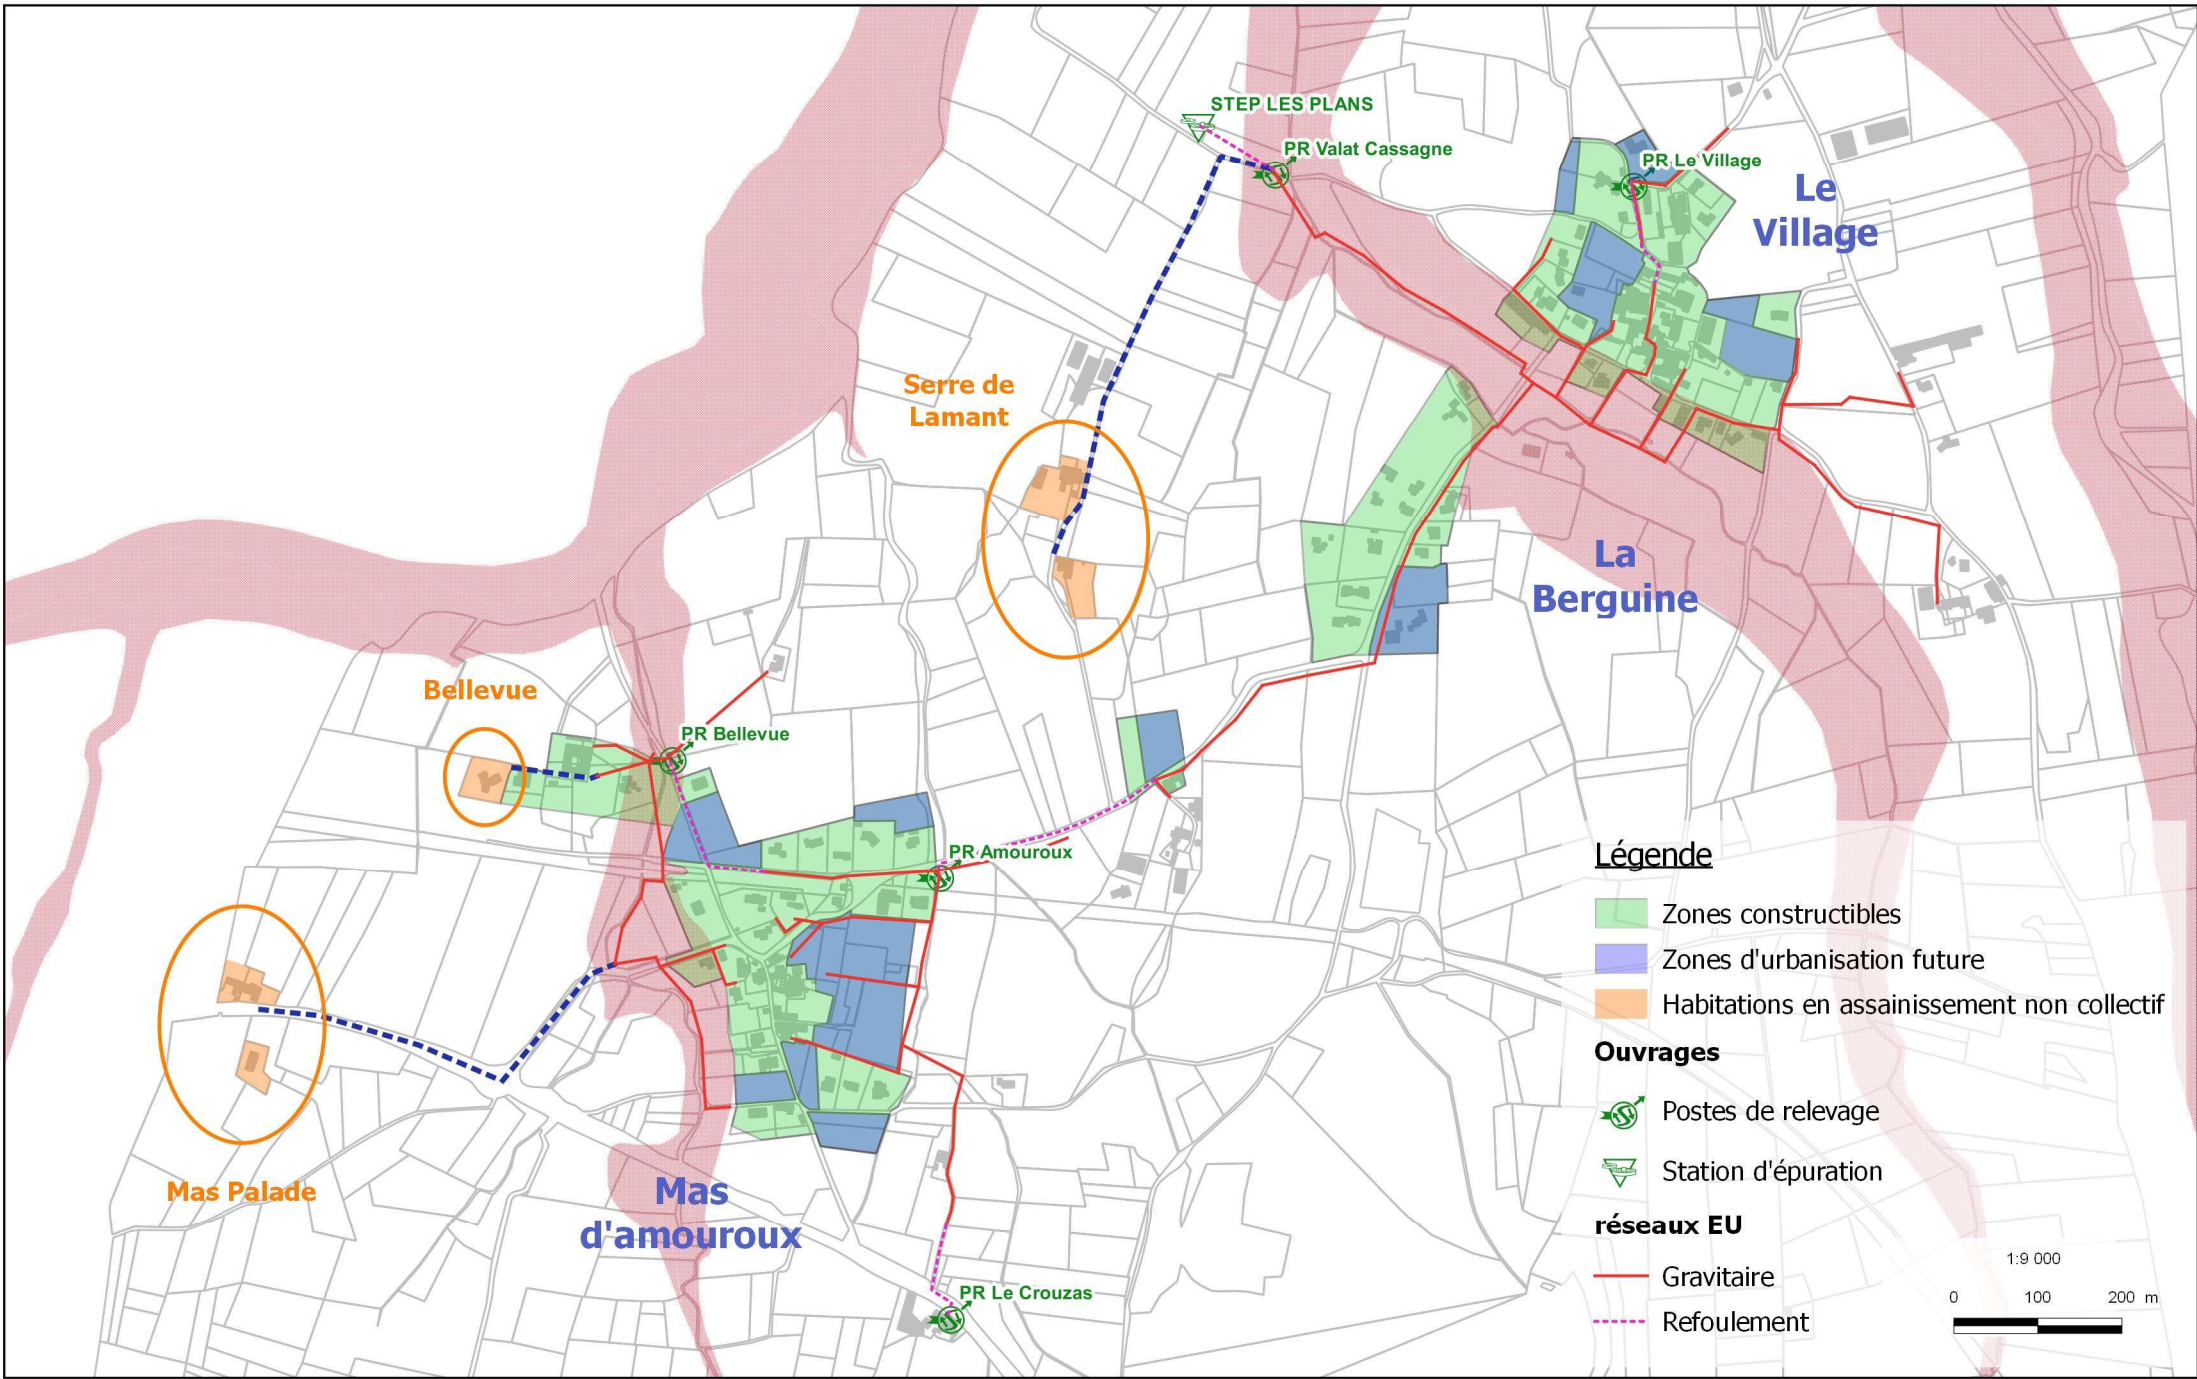 STEP LES PLANS
PR Valat Cassagne
PR Le Village
Le
Village
Serre de
Lamant
La
Berguine
Bellevue
PR Bellevue
PR Amouroux
Mas Palade
Mas
d'amouroux
PR Le Crouzas
Légende
Zones constructibles
Zones d'urbanisation future
Habitations en assainissement non collectif
Ouvrages
Postes de relevage
Station d'épuration
réseaux EU
Gravitaire
Refoulement
1:9 000
0 100 200 m